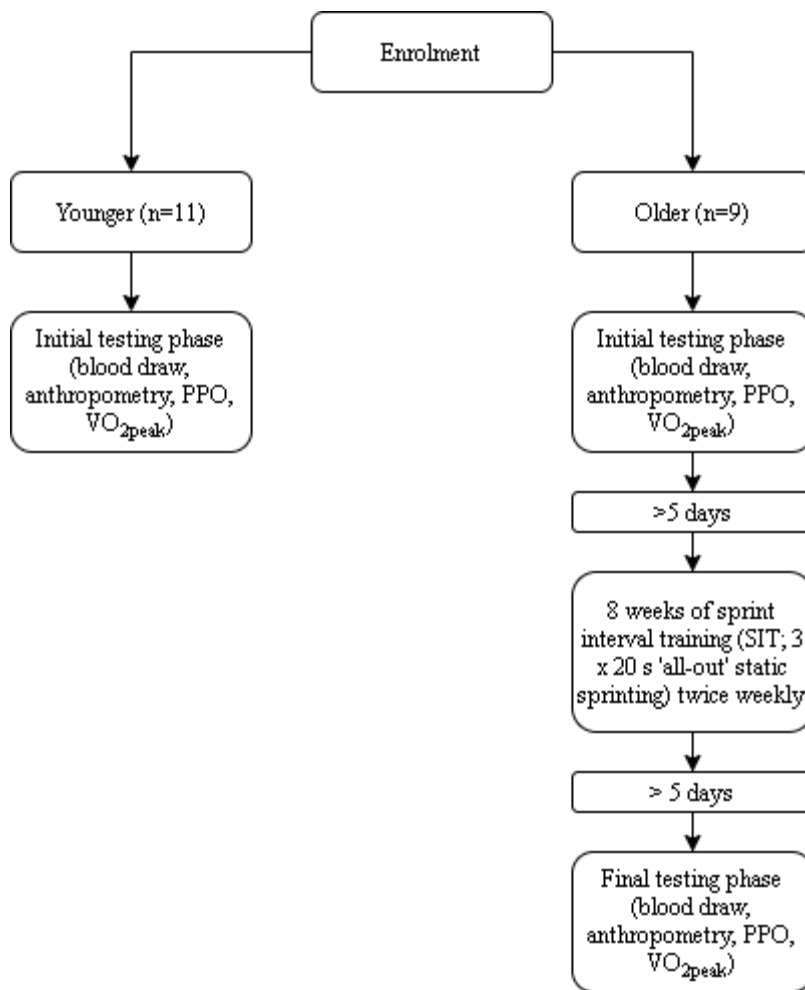 Enrolment
Younger (n=11)
Older (n=9)
Initial testing phase
(blood draw,
anthropometry, PPO,
VO2peak)
Initial testing phase
(blood draw,
anthropometry, PPO,
VO2peak)
>5 days
8 weeks of sprint
interval training (SIT; 3
x 20 s 'all-out' static
sprinting) twice weekly
> 5 days
Final testing phase
(blood draw,
anthropometry, PPO,
VO2peak)